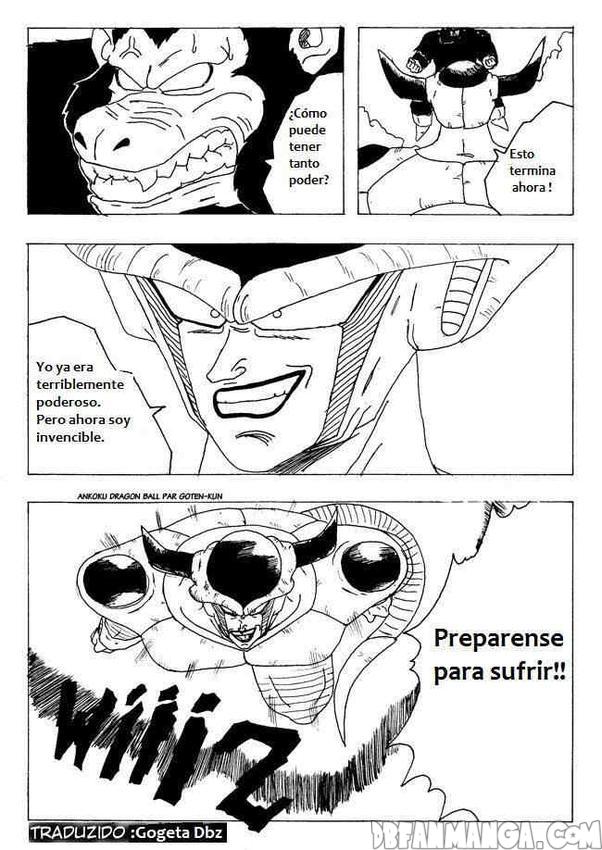 ¿Cómo
puede
tener
tanto
poder?
Esto
termina
ahora !
Yo ya era
terriblemente
poderoso.
Pero ahora soy
invencible.
ANKOKU DRAGON BALL PAR GOTEN-KUN
Preparense
para sufrir!!
WiiiZ
TRADUZIDO :Gogeta Dbz
DBFANMANGA.COM